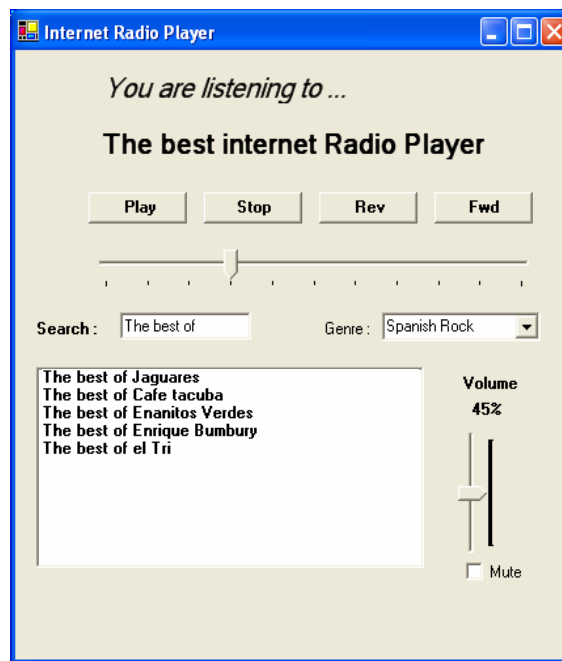 Internet Radio Player
You are listening to ...
The best internet Radio Player
Play Stop Rev Fwd
Search : The best of Genre : Spanish Rock
The best of Jaguares
The best of Cafe tacuba
The best of Enanitos Verdes
The best of Enrique Bumbury
The best of el Tri
Volume
45%
Mute